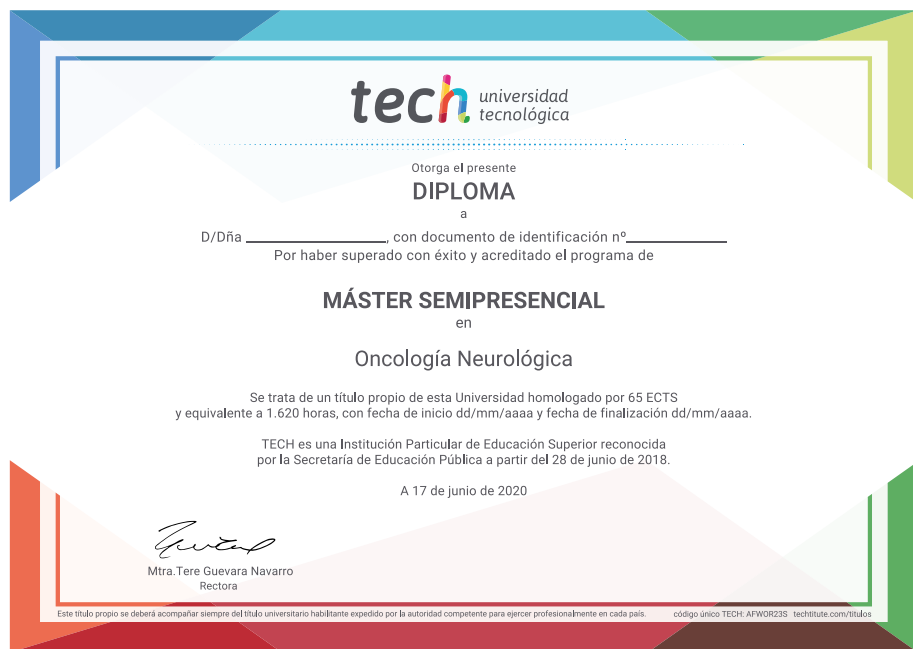 tech universidad
tecnológica
Otorga el presente
DIPLOMA
a
D/Dña ________________, con documento de identificación nº____________
Por haber superado con éxito y acreditado el programa de
MÁSTER SEMIPRESENCIAL
en
Oncología Neurológica
Se trata de un título propio de esta Universidad homologado por 65 ECTS
y equivalente a 1.620 horas, con fecha de inicio dd/mm/aaaa y fecha de finalización dd/mm/aaaa.
TECH es una Institución Particular de Educación Superior reconocida
por la Secretaría de Educación Pública a partir del 28 de junio de 2018.
A 17 de junio de 2020
Mtra.Tere Guevara Navarro
Rectora
Este título propio se deberá acompañar siempre del título universitario habilitante expedido por la autoridad competente para ejercer profesionalmente en cada país. código único TECH: AFWOR23S techtitute.com/titulos